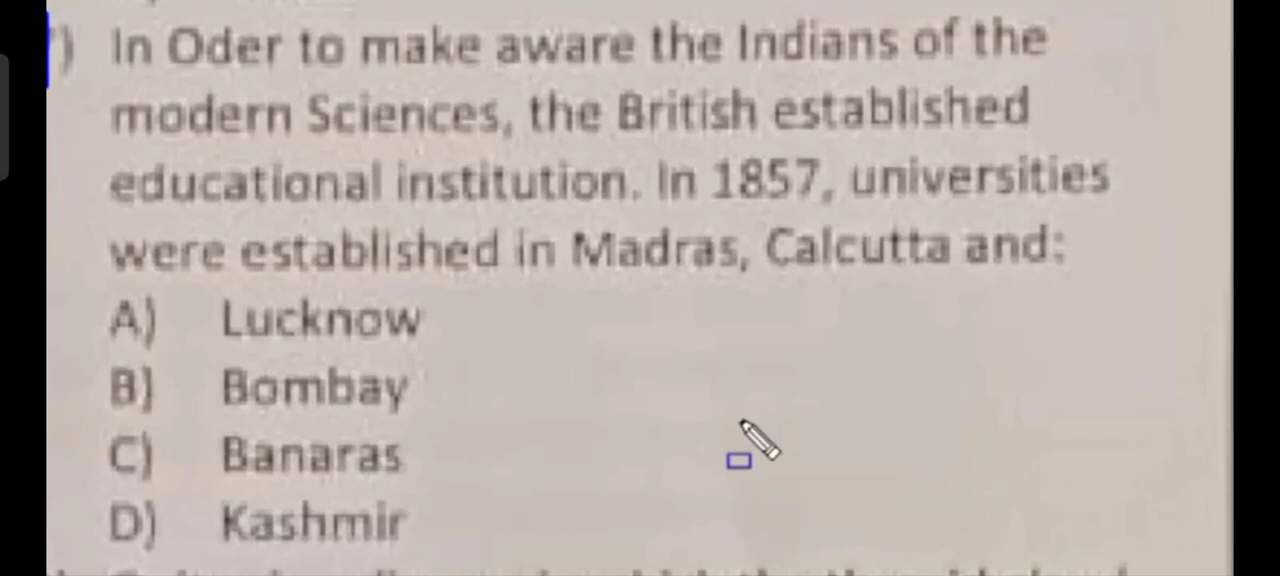 ) In Oder to make aware the Indians of the
modern Sciences, the British established
educational institution. In 1857, universities
were established in Madras, Calcutta and:
A) Lucknow
B) Bombay
C) Banaras
D) Kashmir